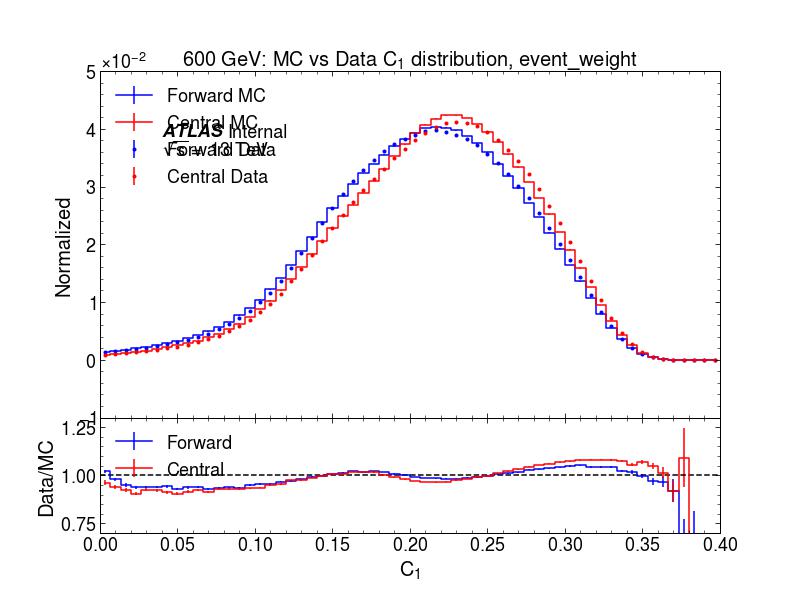 600 GeV: MC vs Data C₁ distribution, event_weight
×10⁻²
5
4
3
2
1
0
−1
Normalized
Forward MC
Central MC
ATLAS Internal
√s = 13 TeV
Forward Data
Central Data
1.25
1.00
0.75
Data/MC
Forward
Central
0.00 0.05 0.10 0.15 0.20 0.25 0.30 0.35 0.40
C₁